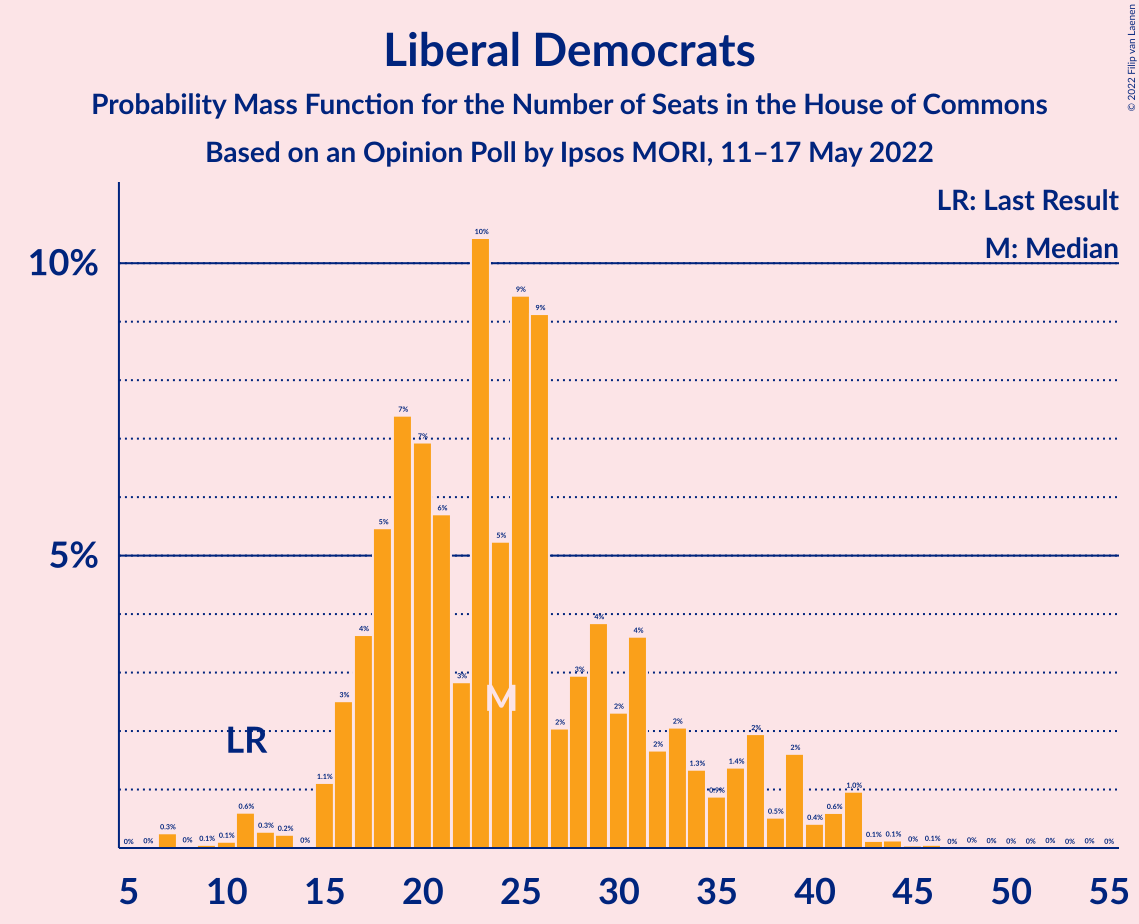 Liberal Democrats
Probability Mass Function for the Number of Seats in the House of Commons
Based on an Opinion Poll by Ipsos MORI, 11–17 May 2022
© 2022 Filip van Laenen
LR: Last Result
M: Median
10%
5%
0% 0% 0.3% 0% 0.1% 0.1% 0.6% 0.3% 0.2% 0% 1.1% 3% 4% 5% 7% 7% 6% 3% 10% 5% 9% 9% 2% 3% 4% 2% 4% 2% 2% 1.3% 0.9% 1.4% 2% 0.5% 2% 0.4% 0.6% 1.0% 0.1% 0.1% 0% 0.1% 0% 0% 0% 0% 0% 0% 0% 0% 0%
LR
M
5 10 15 20 25 30 35 40 45 50 55